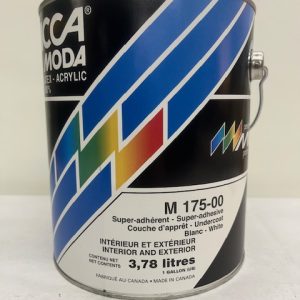 CCA
MODA
ACRYLIC
M 175-00
Super-adhérent - Super-adhesive
Couche d'apprêt - Undercoat
Blanc - White
INTÉRIEUR ET EXTÉRIEUR
INTERIOR AND EXTERIOR
CONTENU NET
NET CONTENTS
3,78 litres
1 GALLON (US)
FABRIQUÉ AU CANADA • MADE IN CANADA